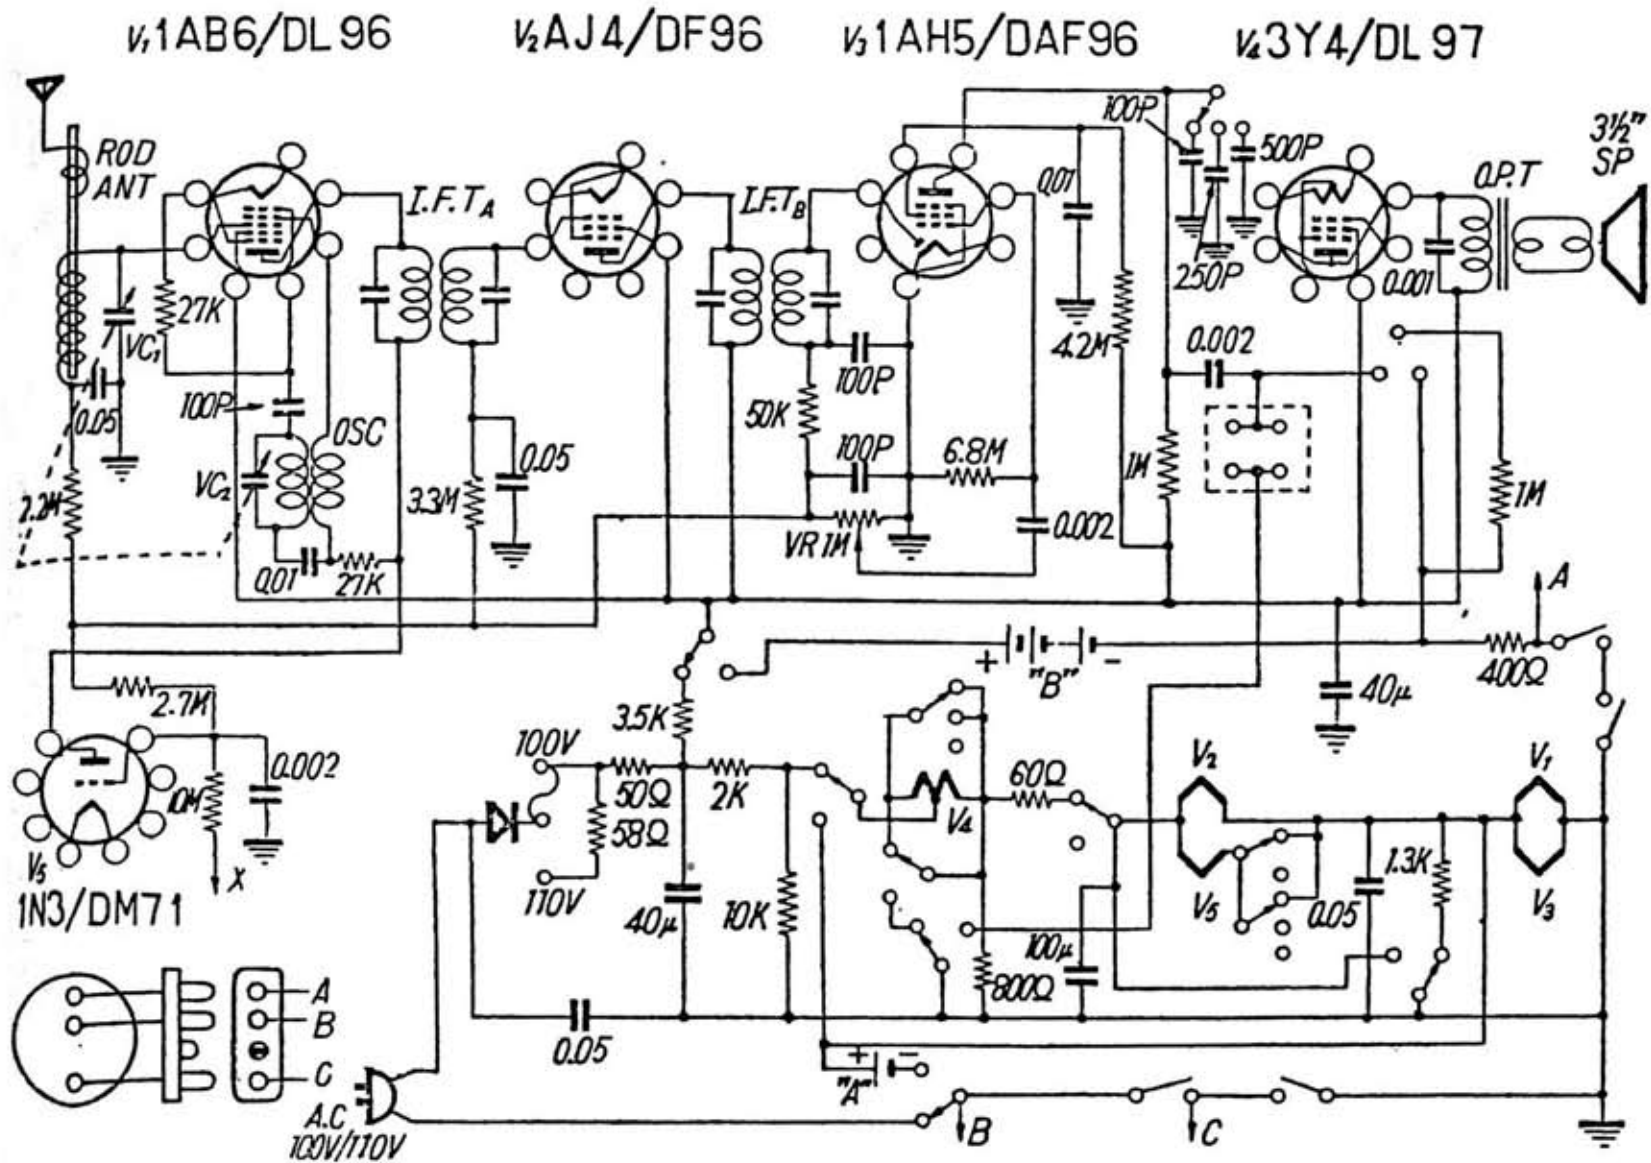 V₁ 1AB6/DL96
V₂ AJ4/DF96
V₃ 1AH5/DAF96
V₄ 3Y4/DL97
ROD
ANT
I.F.T_A
I.F.T_B
100P
500P
250P
0.01
O.P.T
3½"
SP
0.001
27K
VC₁
0.05
100P
OSC
VC₂
2.2M
0.01
27K
3.3M
0.05
50K
100P
100P
6.8M
VR 1M
0.002
4.2M
1M
0.002
1M
A
+ "B" -
400Ω
40μ
2.7M
0.002
10M
X
V₅
1N3/DM71
3.5K
100V
50Ω
58Ω
110V
2K
40μ
10K
V₄
60Ω
800Ω
100μ
V₂
V₅
0.05
1.3K
V₁
V₃
A
B
C
0.05
A.C
100V/110V
+ -
"A"
B
C